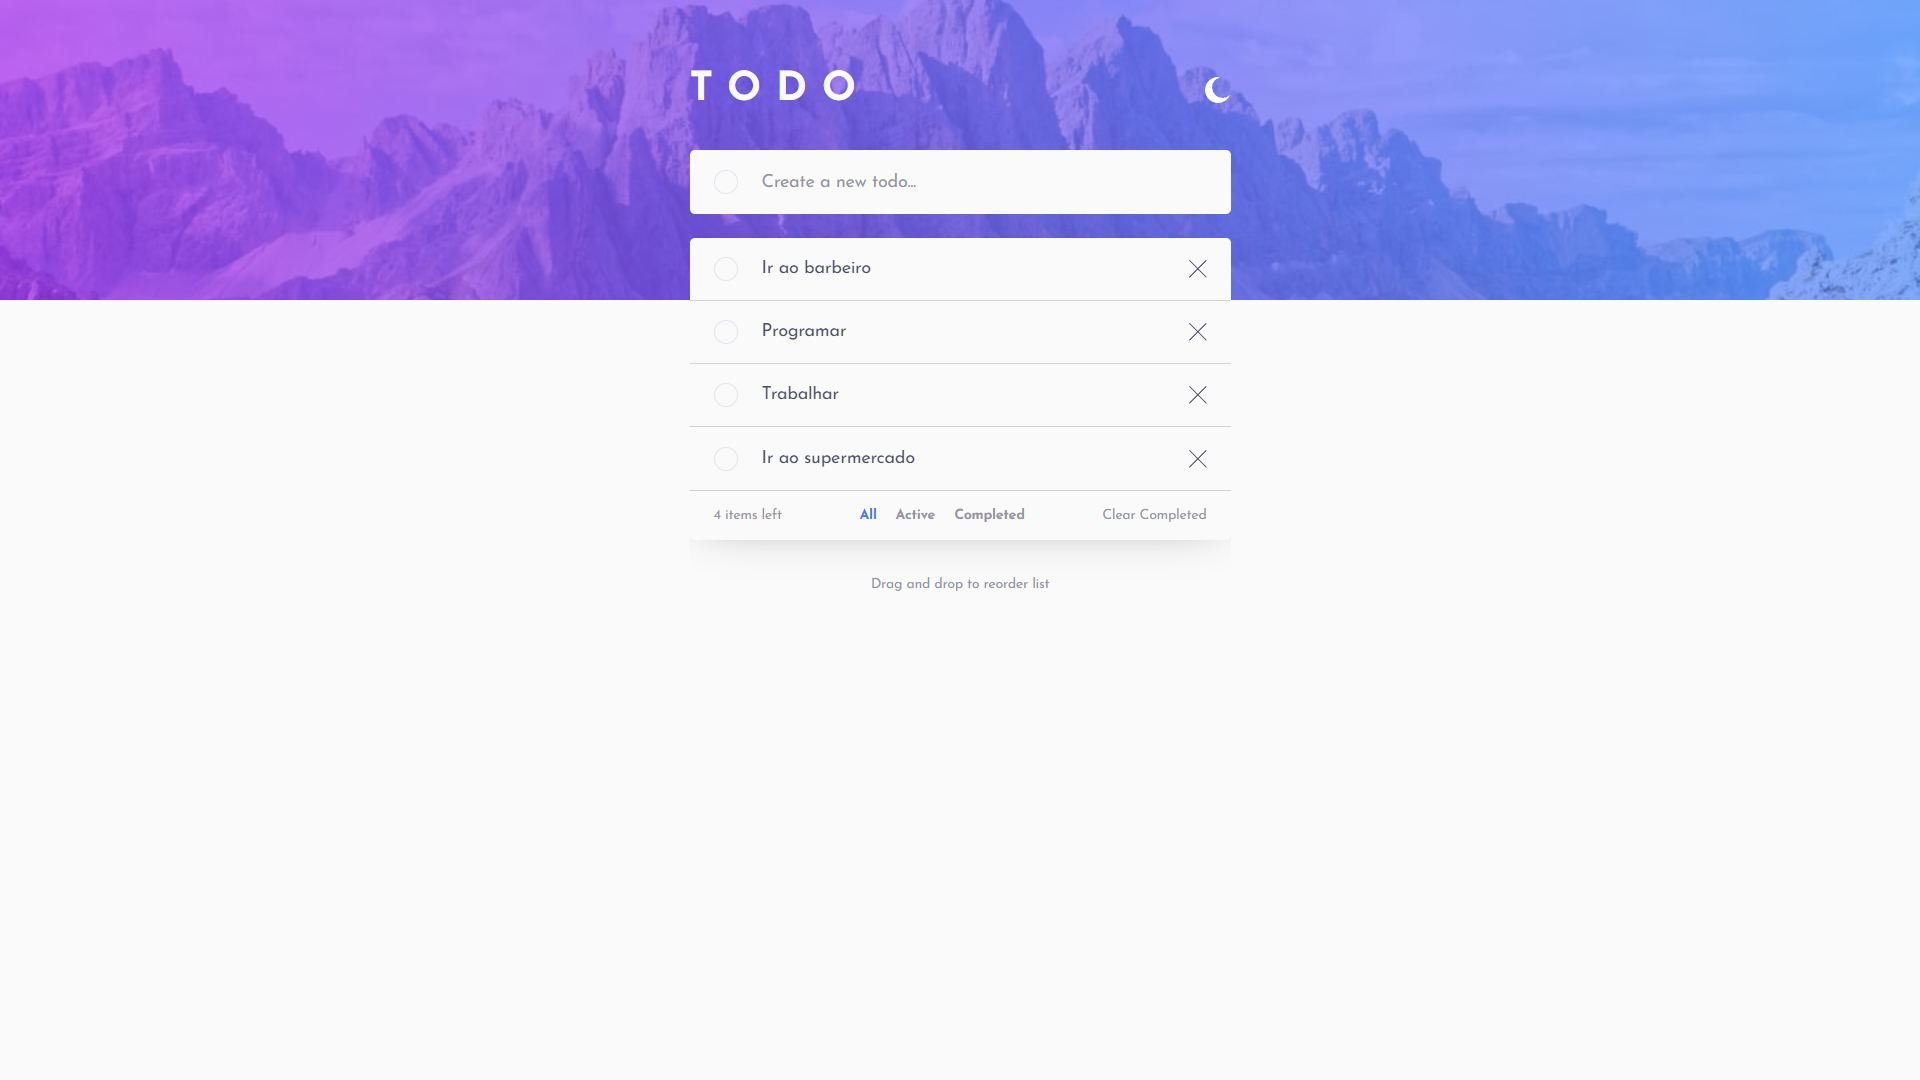 TODO
Create a new todo...
Ir ao barbeiro
Programar
Trabalhar
Ir ao supermercado
4 items left All Active Completed Clear Completed
Drag and drop to reorder list